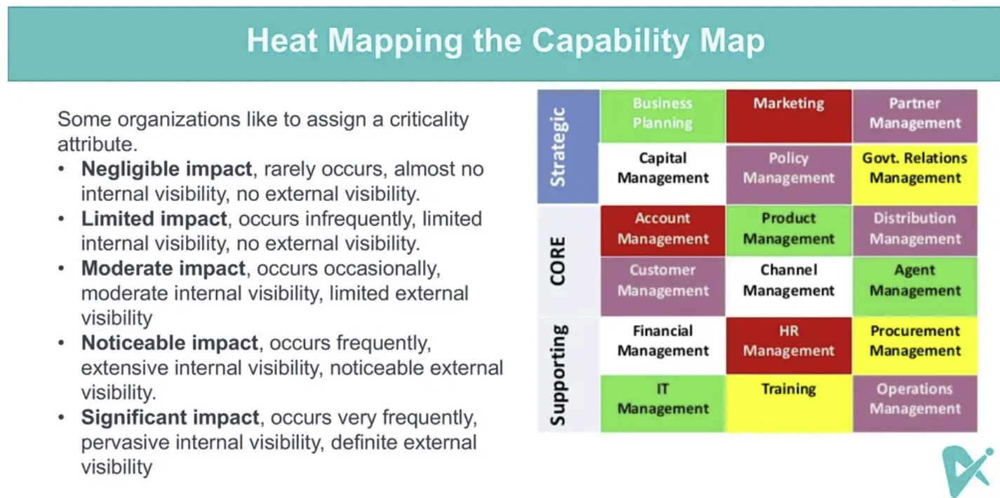 Heat Mapping the Capability Map
Some organizations like to assign a criticality
attribute.
• Negligible impact, rarely occurs, almost no
internal visibility, no external visibility.
• Limited impact, occurs infrequently, limited
internal visibility, no external visibility.
• Moderate impact, occurs occasionally,
moderate internal visibility, limited external
visibility
• Noticeable impact, occurs frequently,
extensive internal visibility, noticeable external
visibility.
• Significant impact, occurs very frequently,
pervasive internal visibility, definite external
visibility
Strategic
Business
Planning
Marketing
Partner
Management
Capital
Management
Policy
Management
Govt. Relations
Management
CORE
Account
Management
Product
Management
Distribution
Management
Customer
Management
Channel
Management
Agent
Management
Supporting
Financial
Management
HR
Management
Procurement
Management
IT
Management
Training
Operations
Management